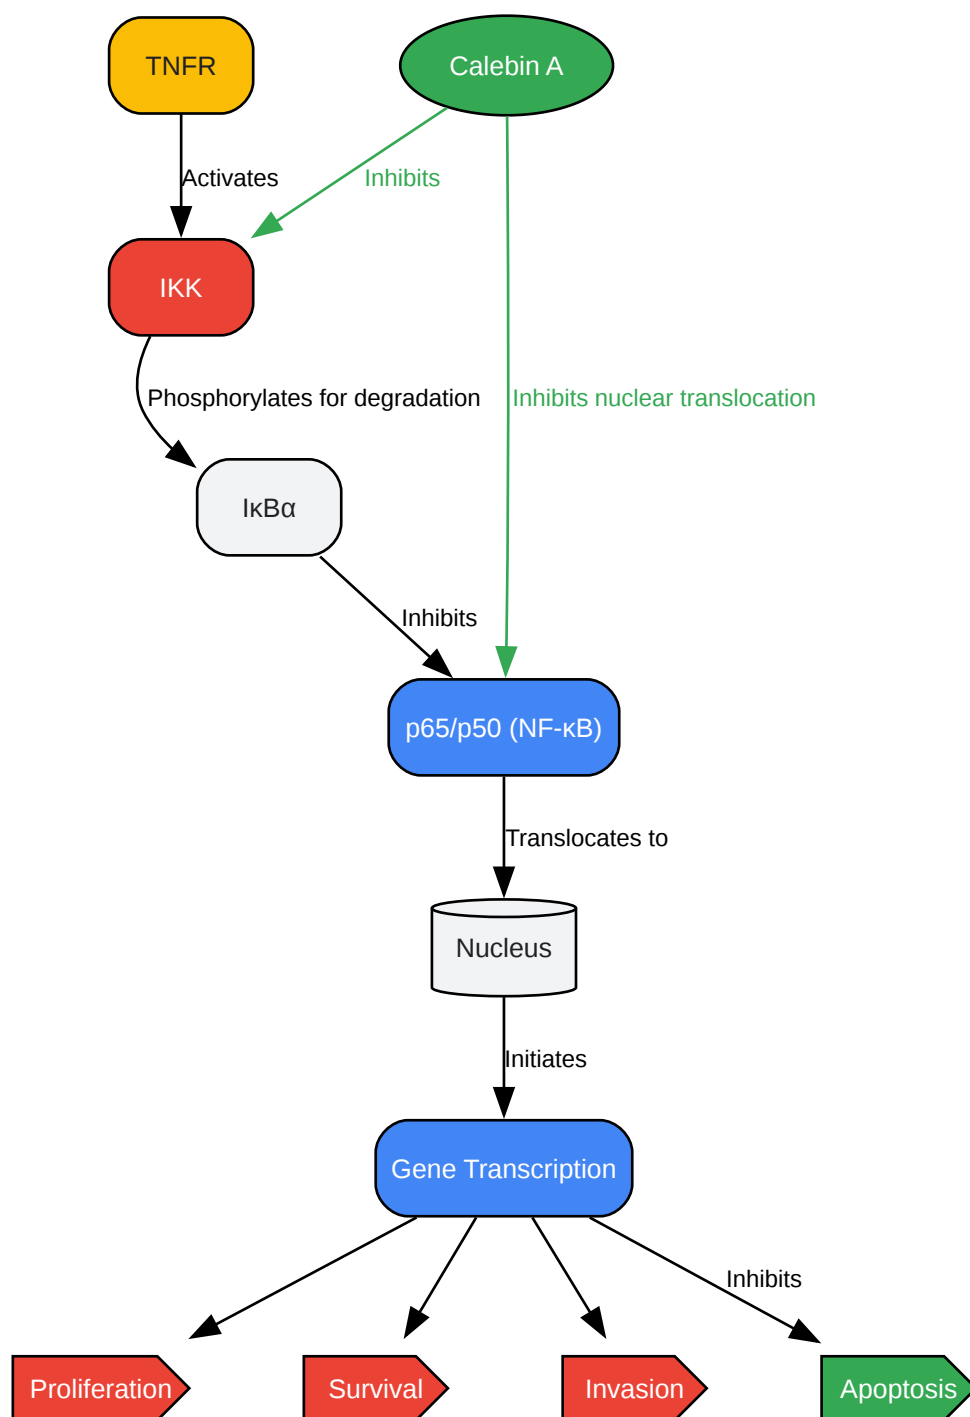 TNFR
Calebin A
Activates
Inhibits
IKK
Phosphorylates for degradation
Inhibits nuclear translocation
IκBα
Inhibits
p65/p50 (NF-κB)
Translocates to
Nucleus
Initiates
Gene Transcription
Inhibits
Proliferation
Survival
Invasion
Apoptosis